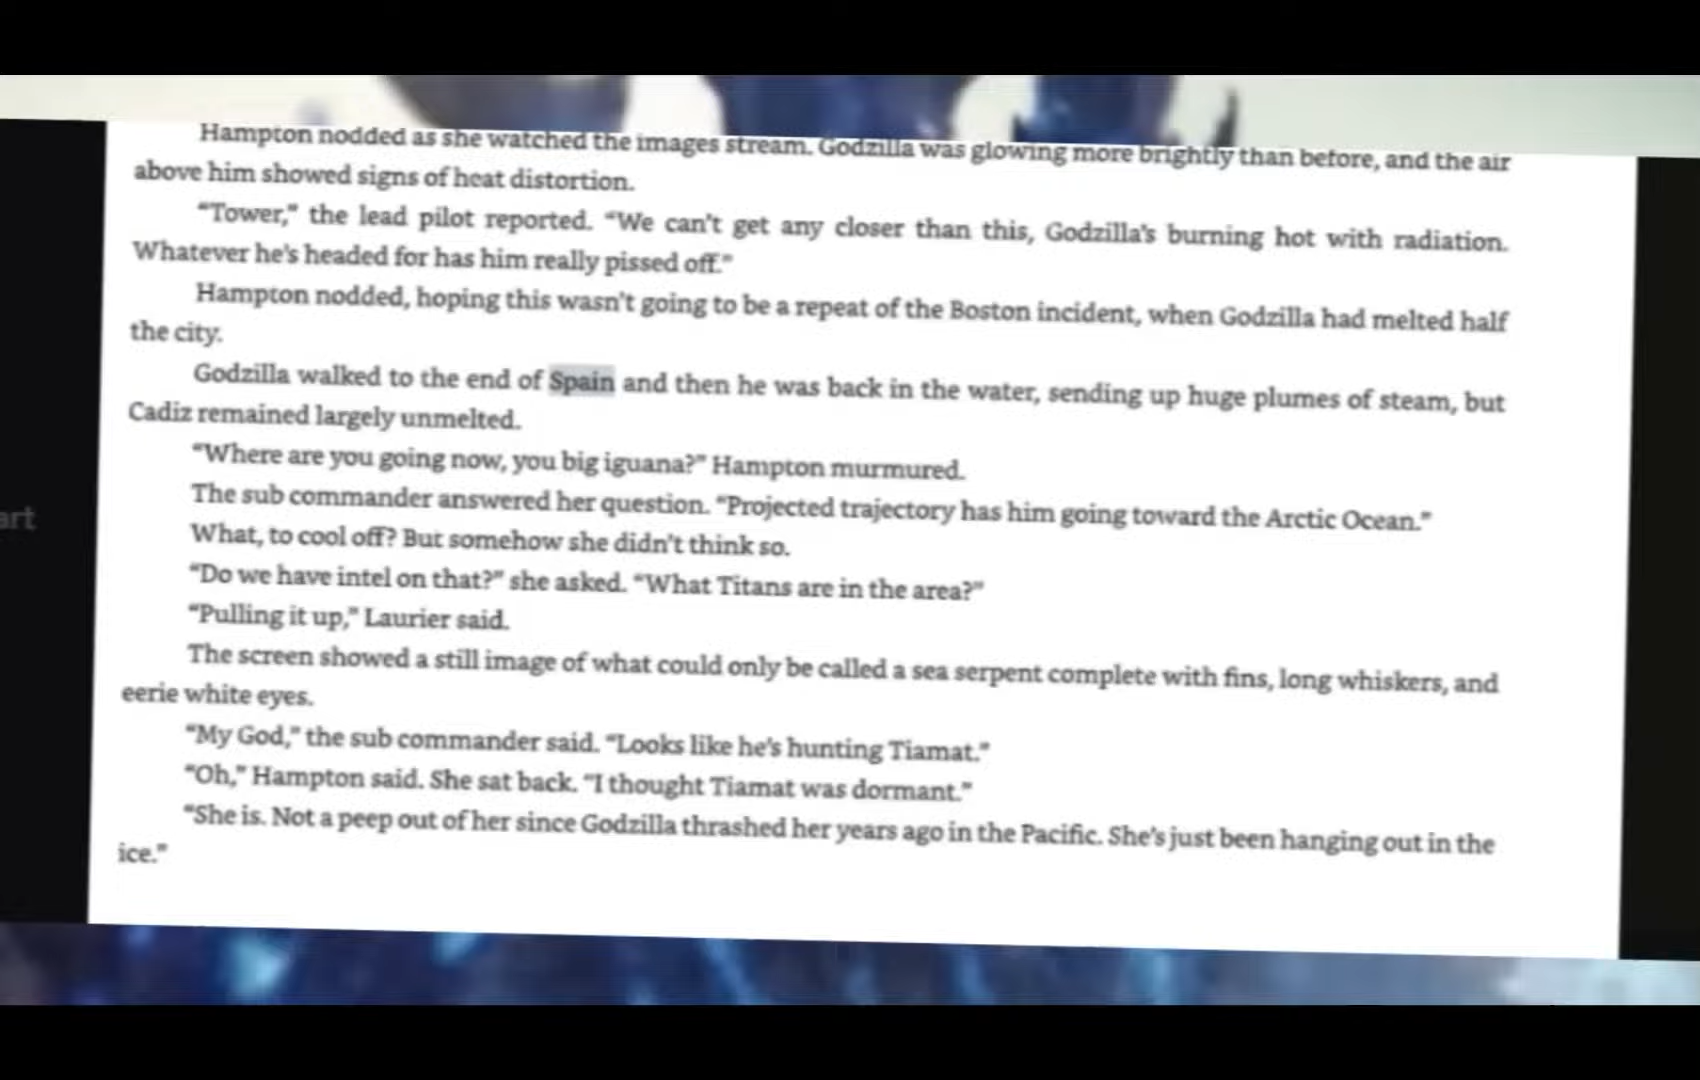 art
Hampton nodded as she watched the images stream. Godzilla was glowing more brightly than before, and the air
above him showed signs of heat distortion.
“Tower,” the lead pilot reported. “We can’t get any closer than this, Godzilla’s burning hot with radiation.
Whatever he’s headed for has him really pissed off.”
Hampton nodded, hoping this wasn’t going to be a repeat of the Boston incident, when Godzilla had melted half
the city.
Godzilla walked to the end of Spain and then he was back in the water, sending up huge plumes of steam, but
Cadiz remained largely unmelted.
“Where are you going now, you big iguana?” Hampton murmured.
The sub commander answered her question. “Projected trajectory has him going toward the Arctic Ocean.”
What, to cool off? But somehow she didn’t think so.
“Do we have intel on that?” she asked. “What Titans are in the area?”
“Pulling it up,” Laurier said.
The screen showed a still image of what could only be called a sea serpent complete with fins, long whiskers, and
eerie white eyes.
“My God,” the sub commander said. “Looks like he’s hunting Tiamat.”
“Oh,” Hampton said. She sat back. “I thought Tiamat was dormant.”
“She is. Not a peep out of her since Godzilla thrashed her years ago in the Pacific. She’s just been hanging out in the
ice.”